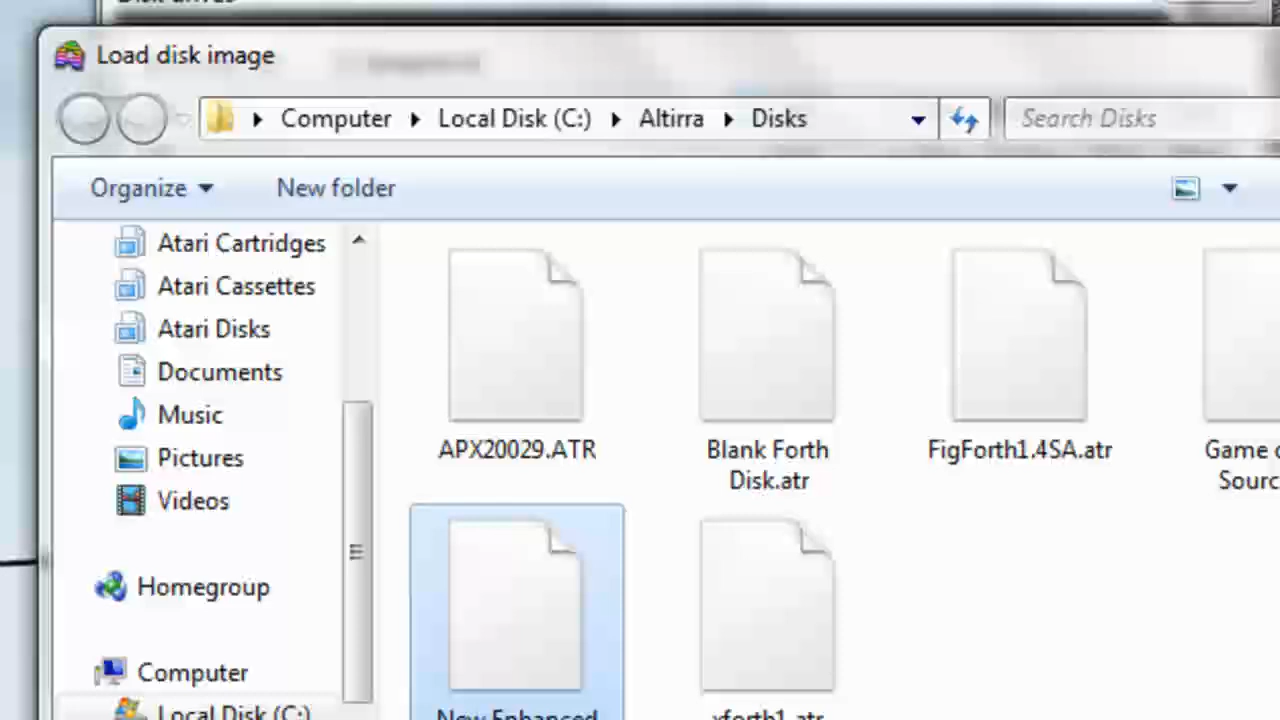 Load disk image
Computer Local Disk (C:) Altirra Disks
Search Disks
Organize
New folder
Atari Cartridges
Atari Cassettes
Atari Disks
Documents
Music
Pictures
Videos
Homegroup
Computer
Local Disk (C:)
APX20029.ATR
Blank Forth
Disk.atr
FigForth1.4SA.atr
Game
Sourc
New Enhanced
xforth1.atr